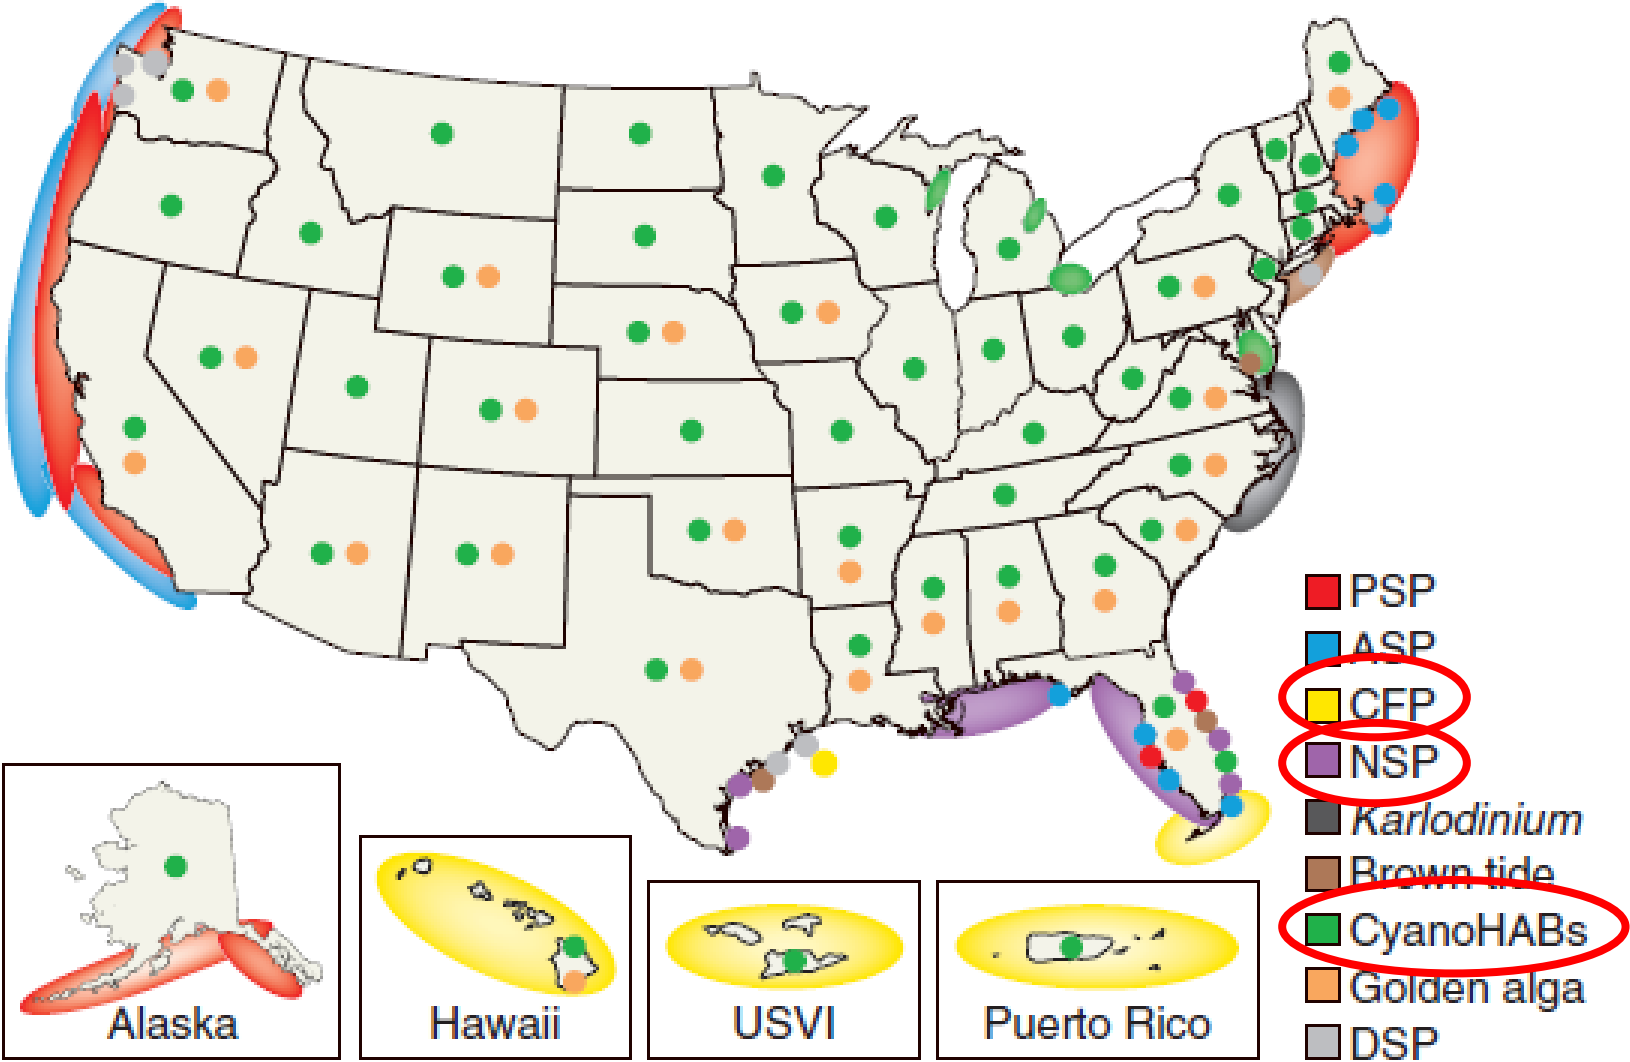 PSP
ASP
CFP
NSP
Karlodinium
Brown tide
CyanoHABs
Golden alga
DSP
Alaska
Hawaii
USVI
Puerto Rico